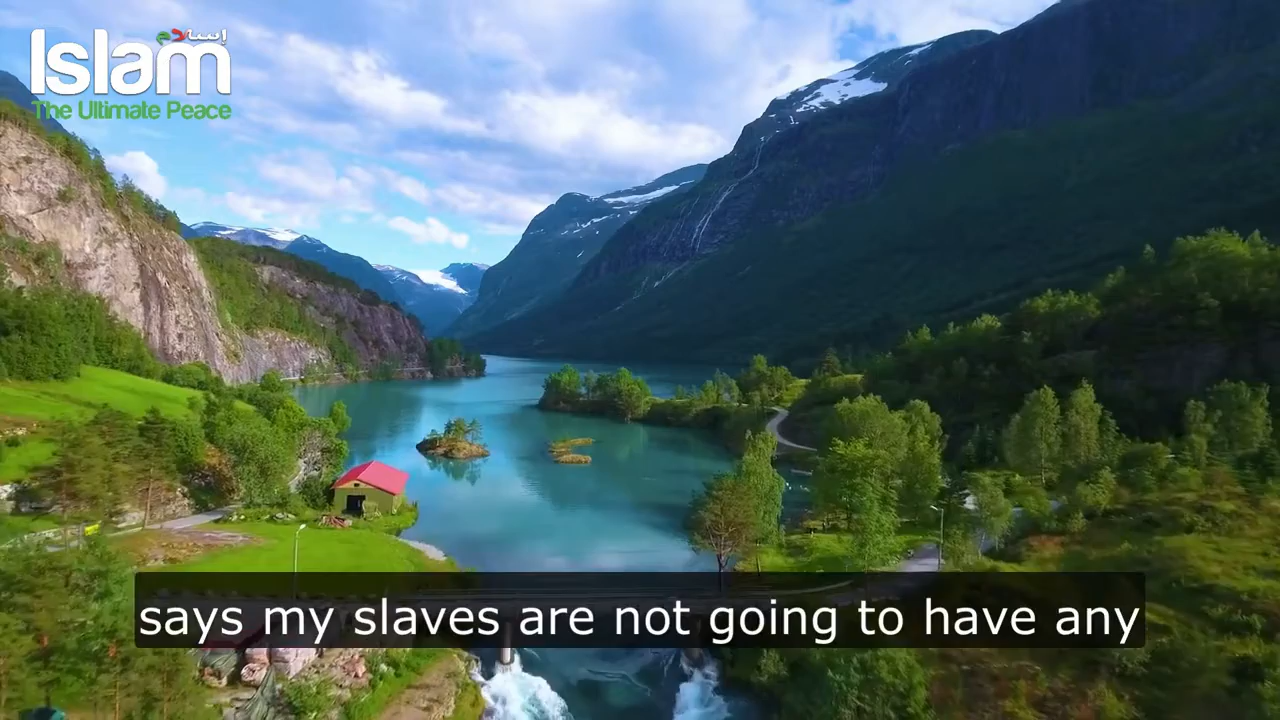 إسلام
Islam
The Ultimate Peace
says my slaves are not going to have any